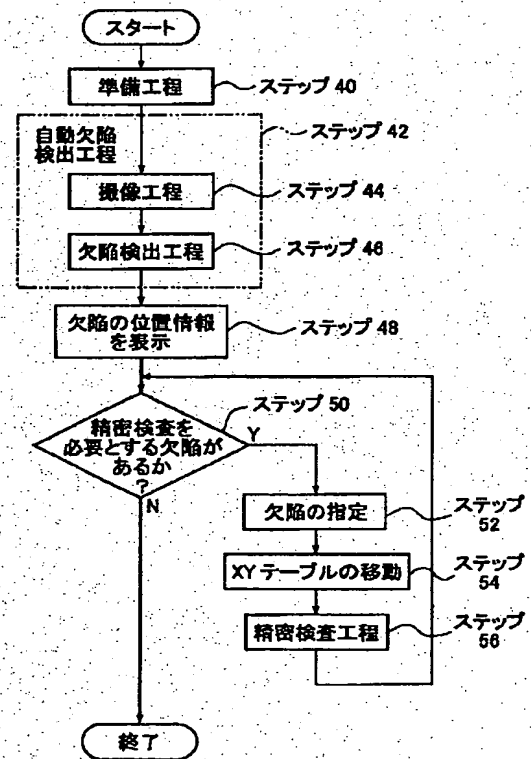 スタート
準備工程
ステップ 40
自動欠陥
検出工程
ステップ 42
撮像工程
ステップ 44
欠陥検出工程
ステップ 46
欠陥の位置情報
を表示
ステップ 48
ステップ 50
精密検査を
必要とする欠陥が
あるか
?
Y
N
欠陥の指定
ステップ
52
XYテーブルの移動
ステップ
54
精密検査工程
ステップ
56
終了